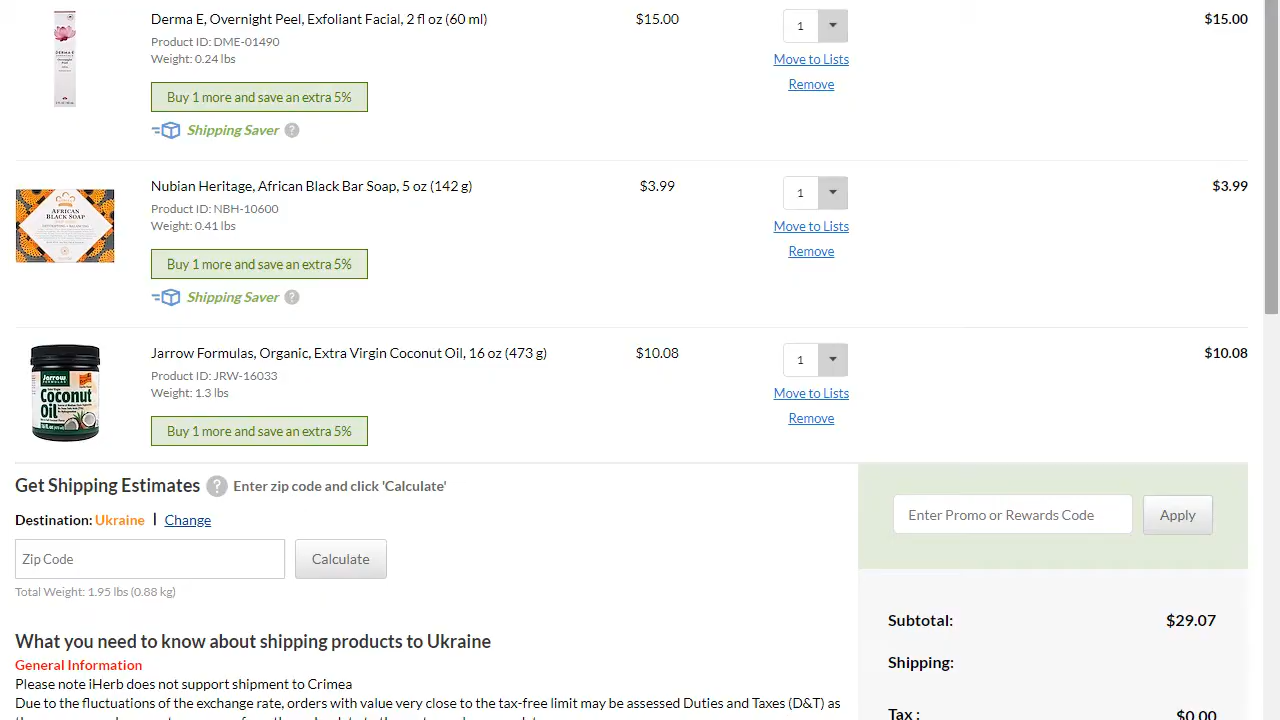 Derma E, Overnight Peel, Exfoliant Facial, 2 fl oz (60 ml)
$15.00
1
$15.00
Product ID: DME-01490
Weight: 0.24 lbs
Move to Lists
Remove
Buy 1 more and save an extra 5%
Shipping Saver ?
Nubian Heritage, African Black Bar Soap, 5 oz (142 g)
$3.99
1
$3.99
Product ID: NBH-10600
Weight: 0.41 lbs
Move to Lists
Remove
AFRICAN
BLACK SOAP
Buy 1 more and save an extra 5%
Shipping Saver ?
Jarrow Formulas, Organic, Extra Virgin Coconut Oil, 16 oz (473 g)
$10.08
1
$10.08
Product ID: JRW-16033
Weight: 1.3 lbs
Move to Lists
Remove
Jarrow
Coconut
Oil
Buy 1 more and save an extra 5%
Get Shipping Estimates ? Enter zip code and click 'Calculate'
Destination: Ukraine | Change
Zip Code
Calculate
Total Weight: 1.95 lbs (0.88 kg)
Enter Promo or Rewards Code
Apply
Subtotal: $29.07
Shipping:
Tax : $0.00
What you need to know about shipping products to Ukraine
General Information
Please note iHerb does not support shipment to Crimea
Due to the fluctuations of the exchange rate, orders with value very close to the tax-free limit may be assessed Duties and Taxes (D&T) as